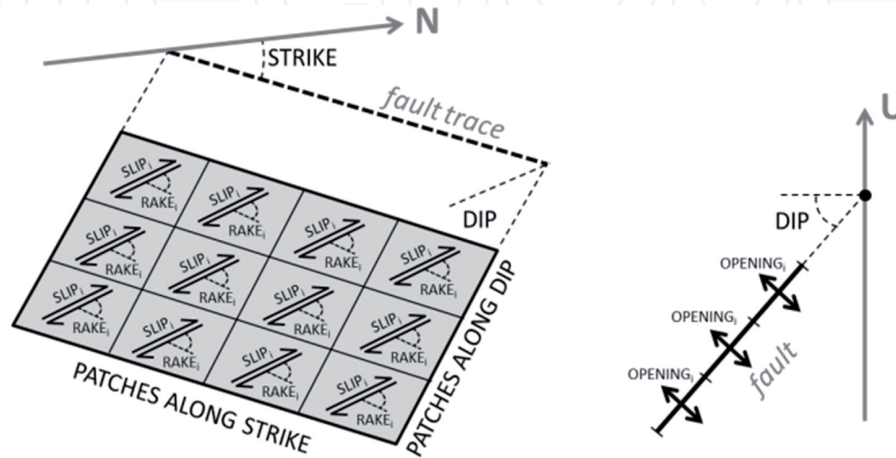 N
STRIKE
fault trace
DIP
SLIPi RAKEi
SLIPi RAKEi
SLIPi RAKEi
SLIPi RAKEi
SLIPi RAKEi
SLIPi RAKEi
SLIPi RAKEi
SLIPi RAKEi
SLIPi RAKEi
SLIPi RAKEi
SLIPi RAKEi
SLIPi RAKEi
PATCHES ALONG STRIKE
PATCHES ALONG DIP
U
DIP
OPENINGi
OPENINGi
OPENINGi
fault